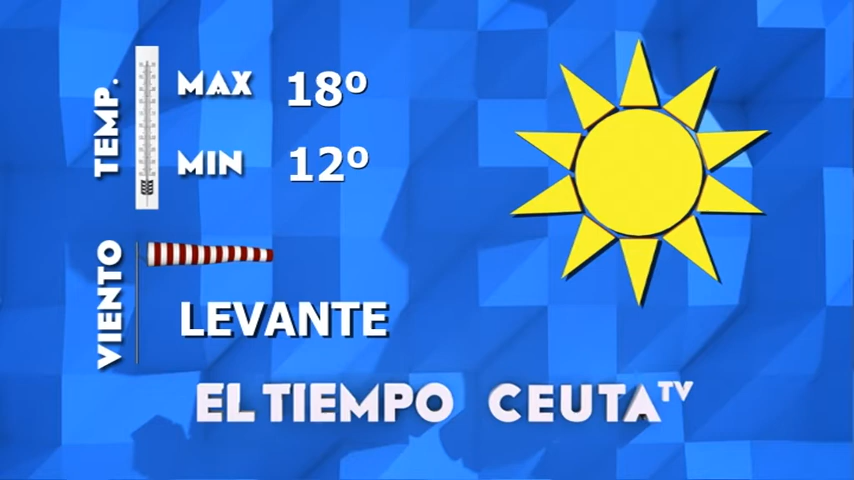 TEMP.
MAX 18º
MIN 12º
VIENTO
LEVANTE
EL TIEMPO CEUTA TV